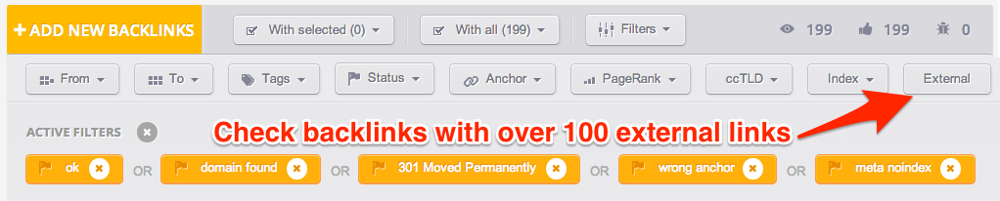 + ADD NEW BACKLINKS With selected (0) With all (199) Filters 199 199 0
From To Tags Status Anchor PageRank ccTLD Index External
ACTIVE FILTERS Check backlinks with over 100 external links
ok OR domain found OR 301 Moved Permanently OR wrong anchor OR meta noindex